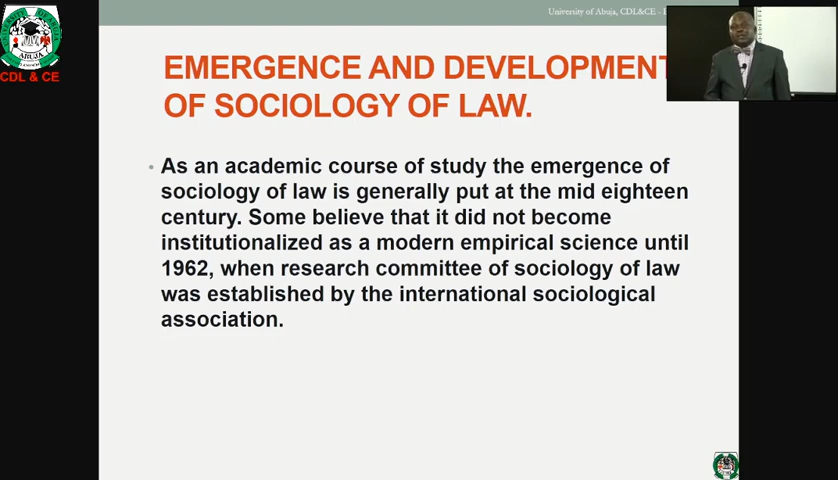 University of Abuja, CDL&CE -
ABUJA
CDL & CE
EMERGENCE AND DEVELOPMENT
OF SOCIOLOGY OF LAW.
• As an academic course of study the emergence of
sociology of law is generally put at the mid eighteen
century. Some believe that it did not become
institutionalized as a modern empirical science until
1962, when research committee of sociology of law
was established by the international sociological
association.